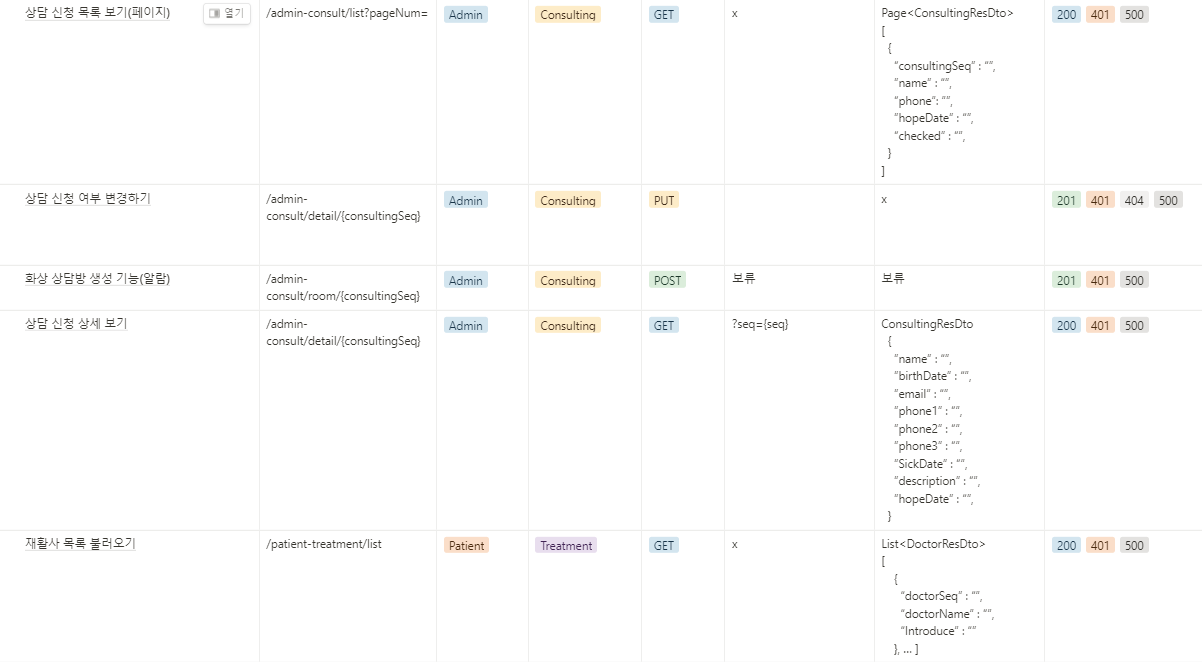 상담 신청 목록 보기(페이지)
열기
/admin-consult/list?pageNum=
Admin
Consulting
GET
x
Page<ConsultingResDto>
[
{
“consultingSeq” : “”,
“name” : “”,
“phone”: “”,
“hopeDate” : “”,
“checked” : “”,
}
]
200 401 500
상담 신청 여부 변경하기
/admin-
consult/detail/{consultingSeq}
Admin
Consulting
PUT
x
201 401 404 500
화상 상담방 생성 기능(알람)
/admin-
consult/room/{consultingSeq}
Admin
Consulting
POST
보류
보류
201 401 500
상담 신청 상세 보기
/admin-
consult/detail/{consultingSeq}
Admin
Consulting
GET
?seq={seq}
ConsultingResDto
{
“name” : “”,
“birthDate” : “”,
“email” : “”,
“phone1” : “”,
“phone2” : “”,
“phone3” : “”,
“SickDate” : “”,
“description” : “”,
“hopeDate” : “”,
}
200 401 500
재활사 목록 불러오기
/patient-treatment/list
Patient
Treatment
GET
x
List<DoctorResDto>
[
{
“doctorSeq” : “”,
“doctorName” : “”,
“Introduce” : “”
}, ... ]
200 401 500